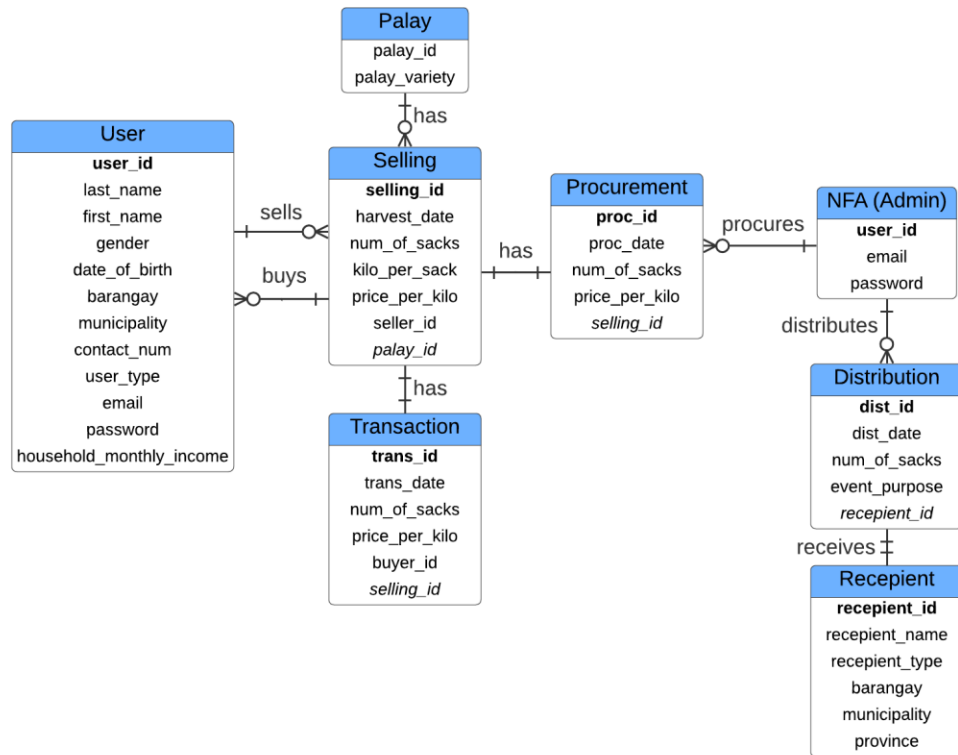 Palay
palay_id
palay_variety
has
User
user_id
last_name
first_name
gender
date_of_birth
barangay
municipality
contact_num
user_type
email
password
household_monthly_income
sells
buys
Selling
selling_id
harvest_date
num_of_sacks
kilo_per_sack
price_per_kilo
seller_id
palay_id
has
Procurement
proc_id
proc_date
num_of_sacks
price_per_kilo
selling_id
procures
NFA (Admin)
user_id
email
password
has
Transaction
trans_id
trans_date
num_of_sacks
price_per_kilo
buyer_id
selling_id
distributes
Distribution
dist_id
dist_date
num_of_sacks
event_purpose
recepient_id
receives
Recepient
recepient_id
recepient_name
recepient_type
barangay
municipality
province